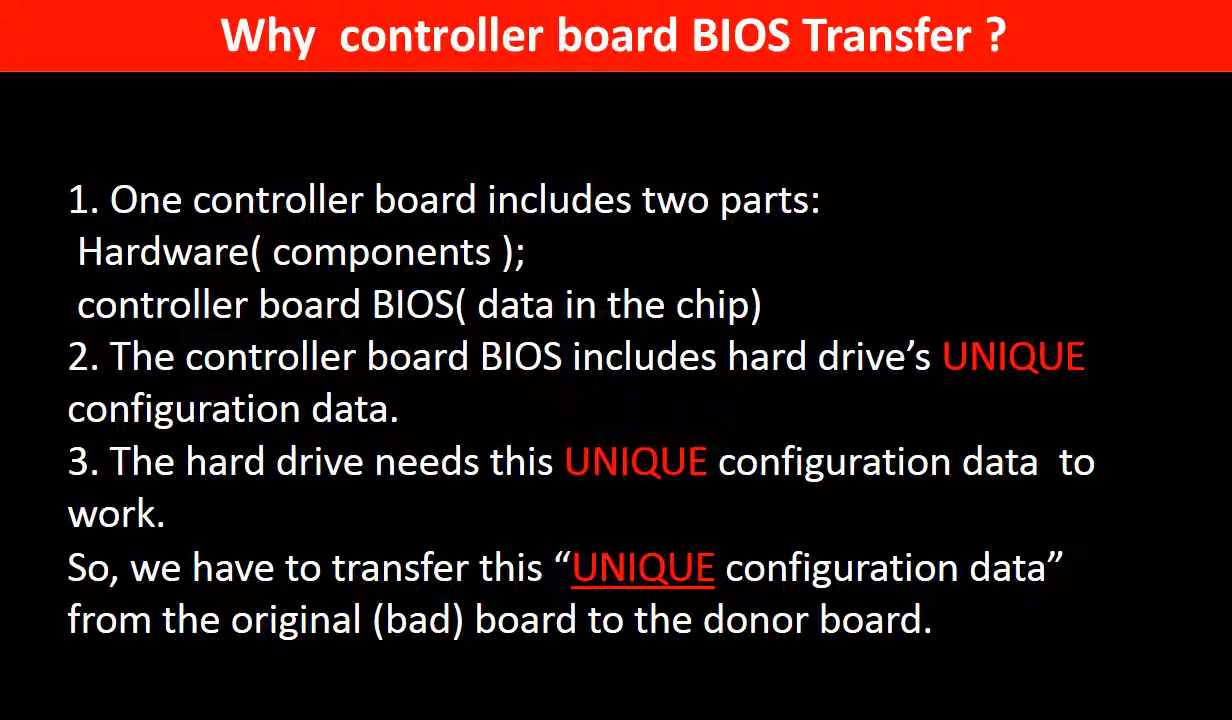 Why  controller board BIOS Transfer ?
1. One controller board includes two parts:
Hardware( components );
controller board BIOS( data in the chip)
2. The controller board BIOS includes hard drive’s UNIQUE
configuration data.
3. The hard drive needs this UNIQUE configuration data  to
work.
So, we have to transfer this “UNIQUE configuration data”
from the original (bad) board to the donor board.